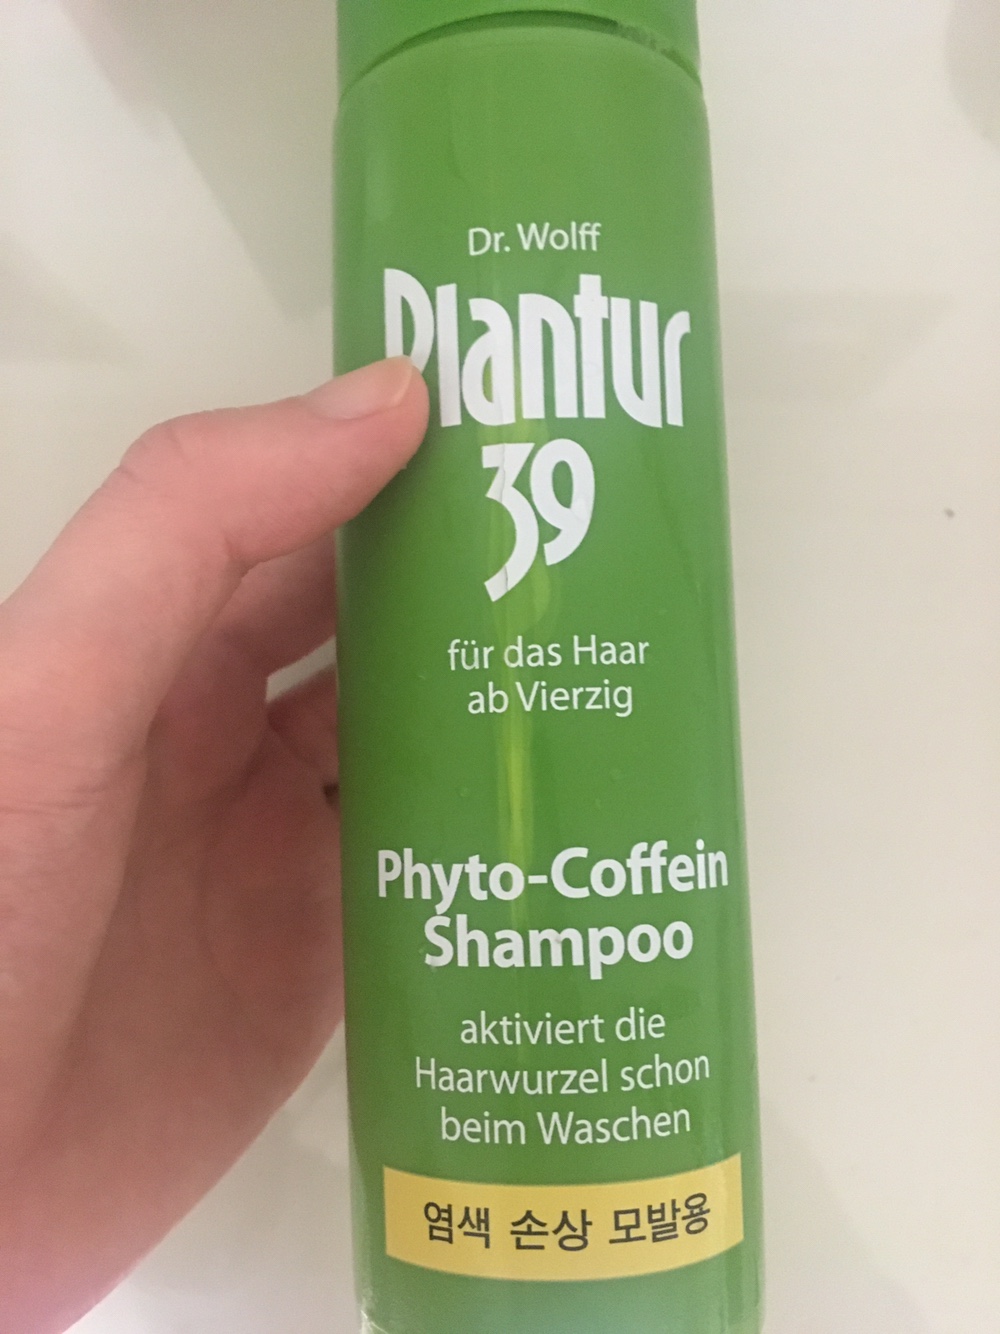 Dr. Wolff
Plantur
39
für das Haar
ab Vierzig
Phyto-Coffein
Shampoo
aktiviert die
Haarwurzel schon
beim Waschen
염색 손상 모발용